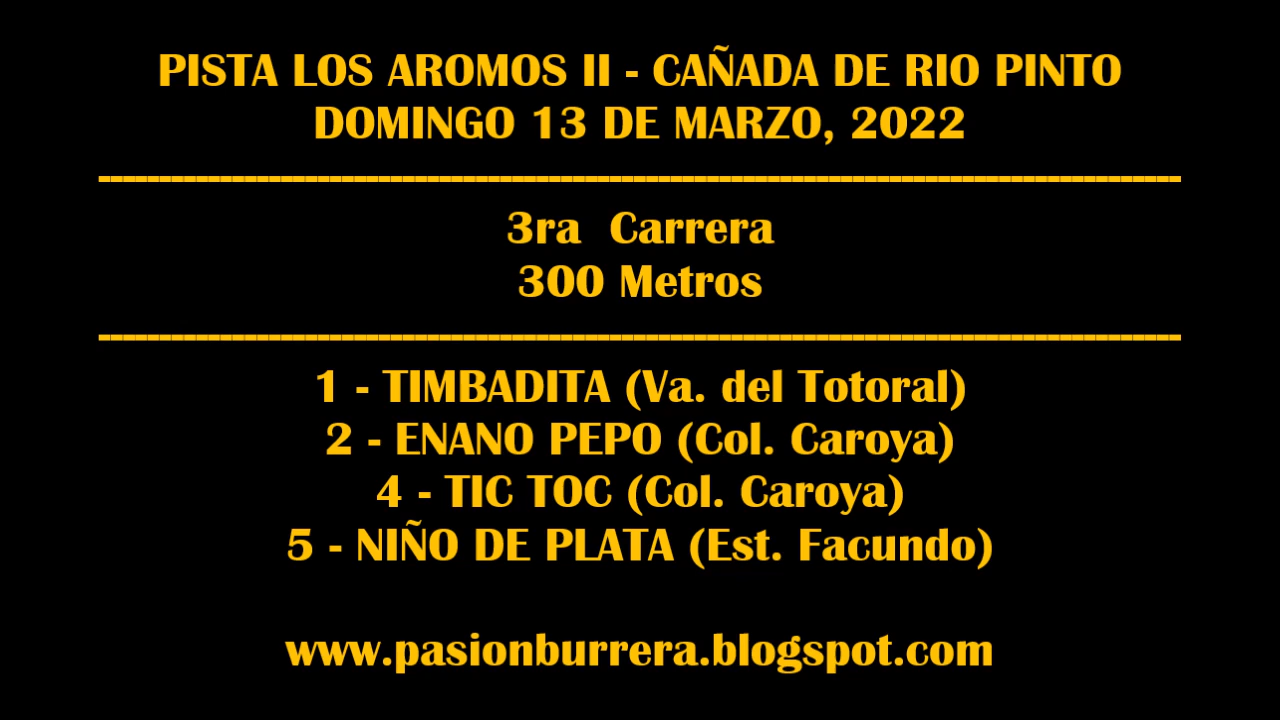 PISTA LOS AROMOS II - CAÑADA DE RIO PINTO
DOMINGO 13 DE MARZO, 2022
3ra Carrera
300 Metros
1 - TIMBADITA (Va. del Totoral)
2 - ENANO PEPO (Col. Caroya)
4 - TIC TOC (Col. Caroya)
5 - NIÑO DE PLATA (Est. Facundo)
www.pasionburrera.blogspot.com